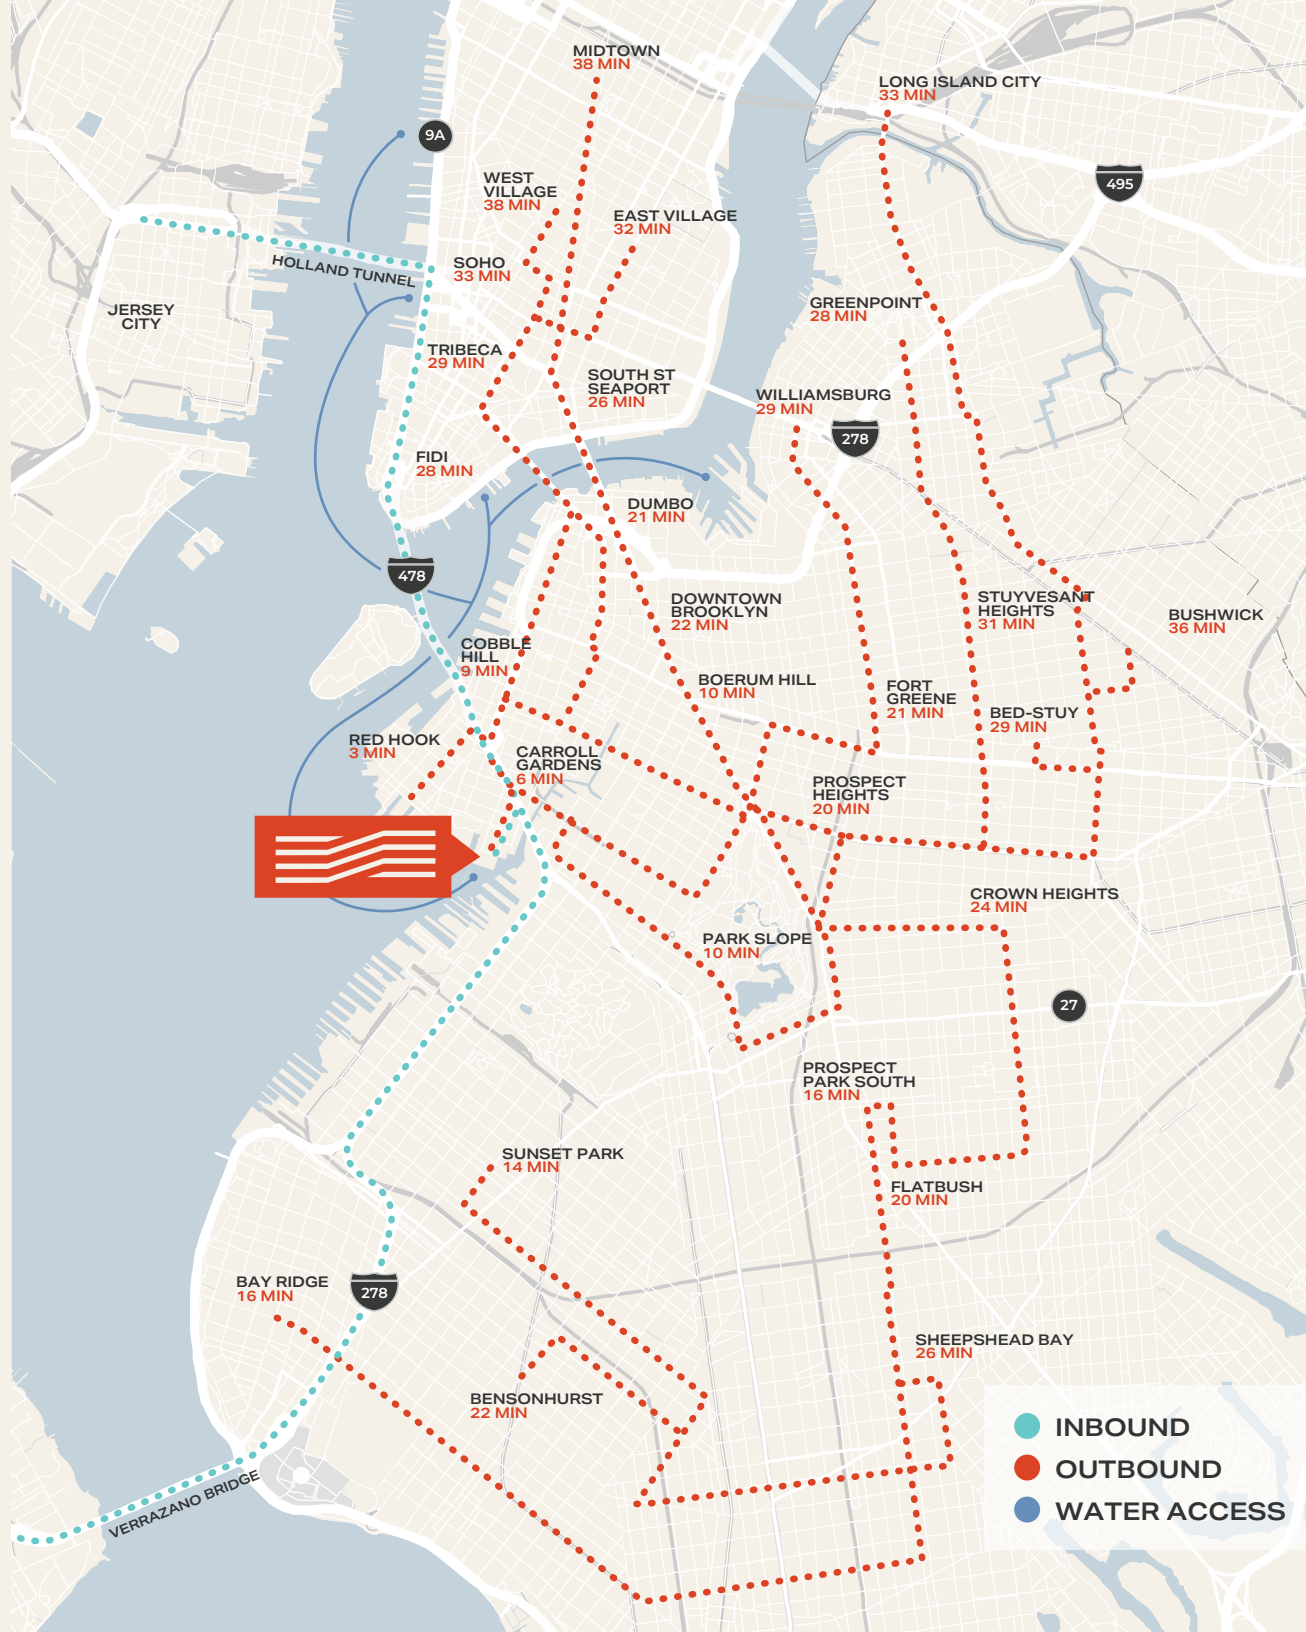 MIDTOWN
38 MIN
LONG ISLAND CITY
33 MIN
9A
495
WEST
VILLAGE
38 MIN
EAST VILLAGE
32 MIN
SOHO
33 MIN
HOLLAND TUNNEL
JERSEY
CITY
GREENPOINT
28 MIN
TRIBECA
29 MIN
SOUTH ST
SEAPORT
26 MIN
WILLIAMSBURG
29 MIN
278
FIDI
28 MIN
DUMBO
21 MIN
478
DOWNTOWN
BROOKLYN
22 MIN
STUYVESANT
HEIGHTS
31 MIN
BUSHWICK
36 MIN
COBBLE
HILL
9 MIN
BOERUM HILL
10 MIN
FORT
GREENE
21 MIN
BED-STUY
29 MIN
RED HOOK
3 MIN
CARROLL
GARDENS
6 MIN
PROSPECT
HEIGHTS
20 MIN
CROWN HEIGHTS
24 MIN
PARK SLOPE
10 MIN
27
PROSPECT
PARK SOUTH
16 MIN
SUNSET PARK
14 MIN
FLATBUSH
20 MIN
BAY RIDGE
16 MIN
278
SHEEPSHEAD BAY
26 MIN
BENSONHURST
22 MIN
VERRAZANO BRIDGE
INBOUND
OUTBOUND
WATER ACCESS